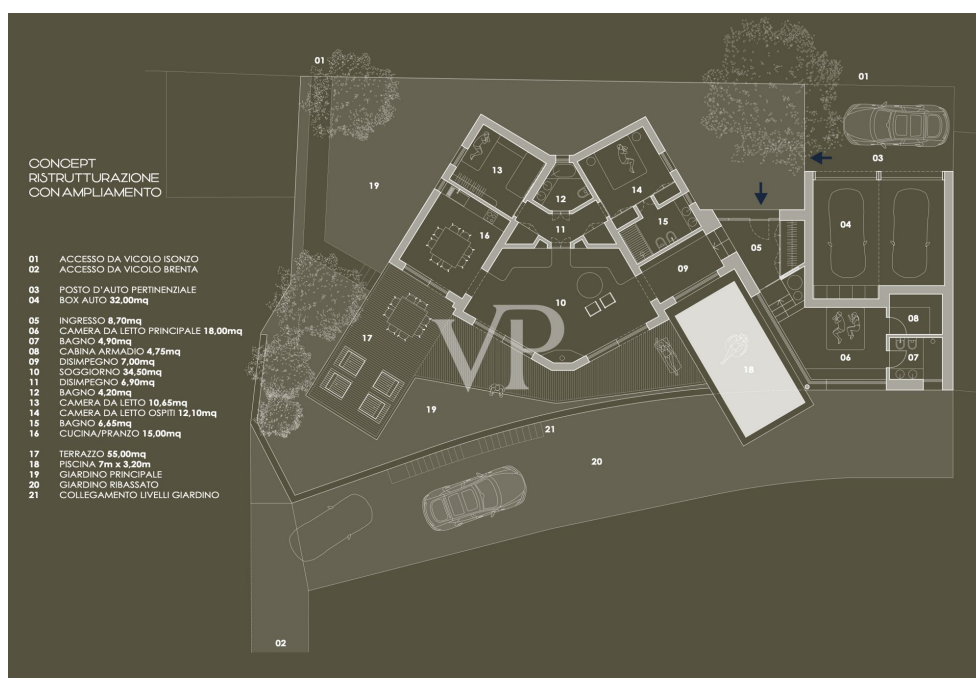 01
01
CONCEPT
RISTRUTTURAZIONE
CON AMPLIAMENTO
03
13
14
12
19
15
16
11
04
05
09
10
08
17
06
07
18
19
21
20
02
VP
01 ACCESSO DA VICOLO ISONZO
02 ACCESSO DA VICOLO BRENTA
03 POSTO D'AUTO PERTINENZIALE
04 BOX AUTO 32,00mq
05 INGRESSO 8,70mq
06 CAMERA DA LETTO PRINCIPALE 18,00mq
07 BAGNO 4,90mq
08 CABINA ARMADIO 4,75mq
09 DISIMPEGNO 7,00mq
10 SOGGIORNO 34,50mq
11 DISIMPEGNO 6,90mq
12 BAGNO 4,20mq
13 CAMERA DA LETTO 10,65mq
14 CAMERA DA LETTO OSPITI 12,10mq
15 BAGNO 6,65mq
16 CUCINA/PRANZO 15,00mq
17 TERRAZZO 55,00mq
18 PISCINA 7m x 3,20m
19 GIARDINO PRINCIPALE
20 GIARDINO RIBASSATO
21 COLLEGAMENTO LIVELLI GIARDINO